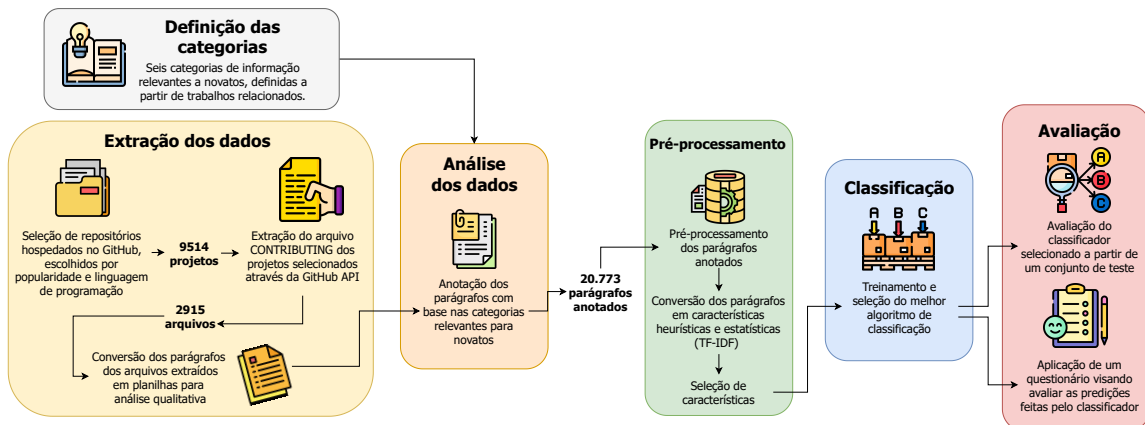 Definição das
categorias
Seis categorias de informação
relevantes a novatos, definidas a
partir de trabalhos relacionados.
Extração dos dados
Seleção de repositórios
hospedados no GitHub,
escolhidos por
popularidade e linguagem
de programação
9514
projetos
Extração do arquivo
CONTRIBUTING dos
projetos selecionados
através da GitHub API
2915
arquivos
Conversão dos parágrafos
dos arquivos extraídos
em planilhas para
análise qualitativa
Análise
dos dados
Anotação dos
parágrafos com
base nas categorias
relevantes para
novatos
20.773
parágrafos
anotados
Pré-processamento
Pré-processamento
dos parágrafos
anotados
Conversão dos parágrafos
em características
heurísticas e estatísticas
(TF-IDF)
Seleção de
características
Classificação
A B C
Treinamento e
seleção do melhor
algoritmo de
classificação
Avaliação
A
B
C
Avaliação do
classificador
selecionado a partir de
um conjunto de teste
Aplicação de um
questionário visando
avaliar as predições
feitas pelo classificador